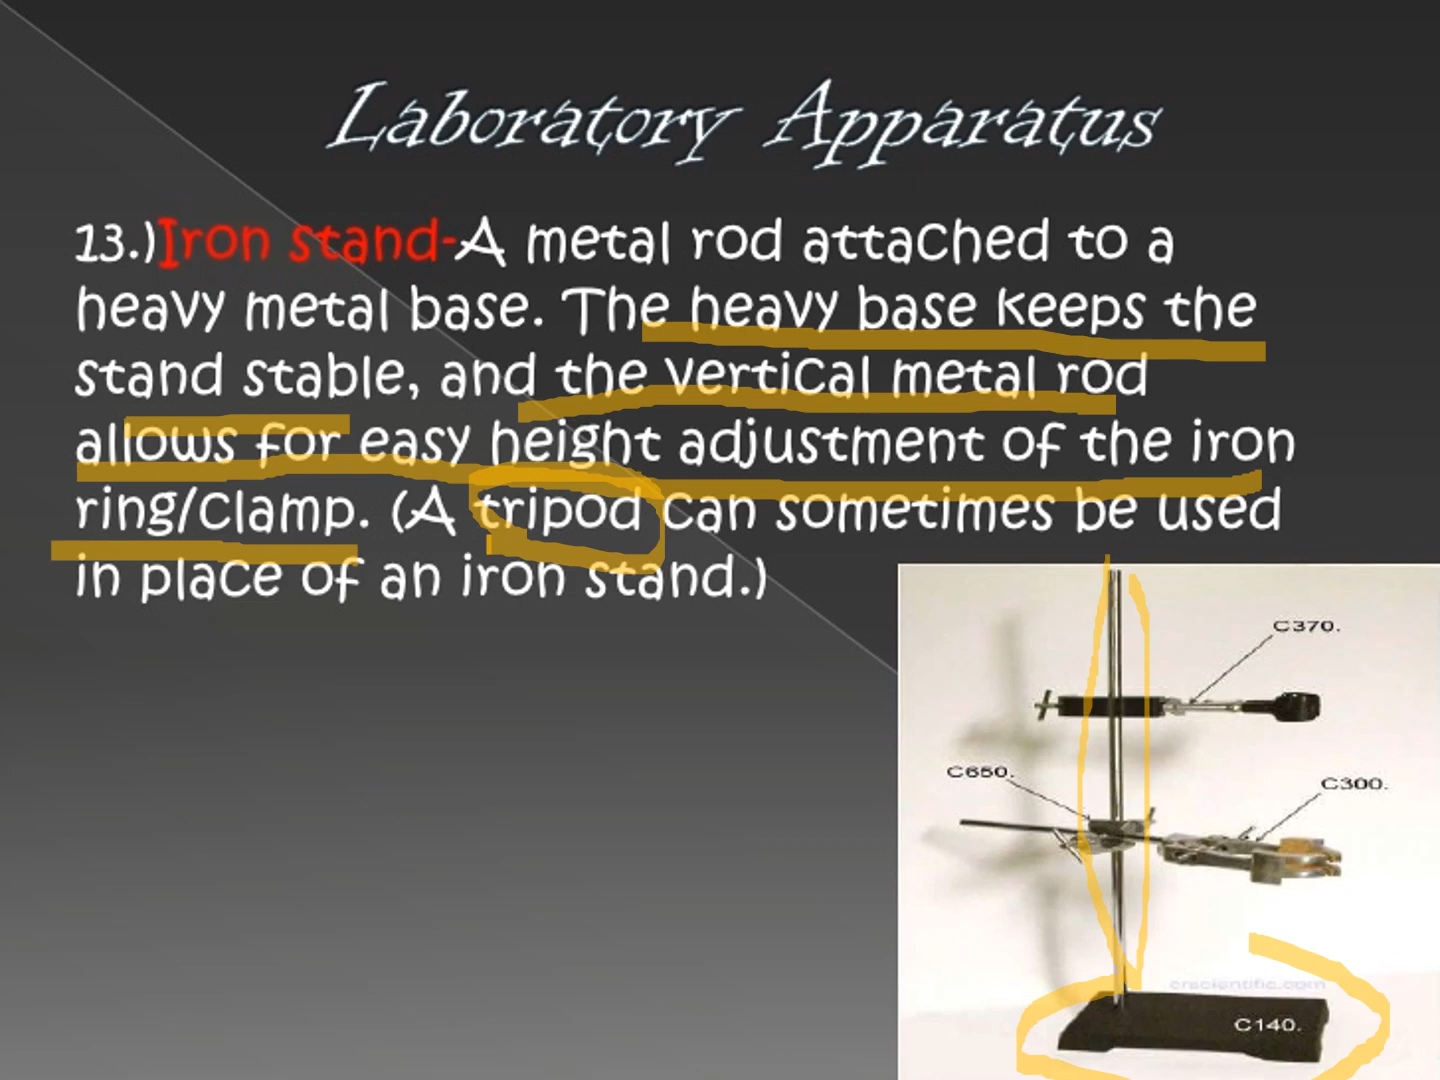 Laboratory Apparatus
13.)Iron stand-A metal rod attached to a
heavy metal base. The heavy base keeps the
stand stable, and the vertical metal rod
allows for easy height adjustment of the iron
ring/clamp. (A tripod can sometimes be used
in place of an iron stand.)
C370.
C650.
C300.
crscientific.com
C140.